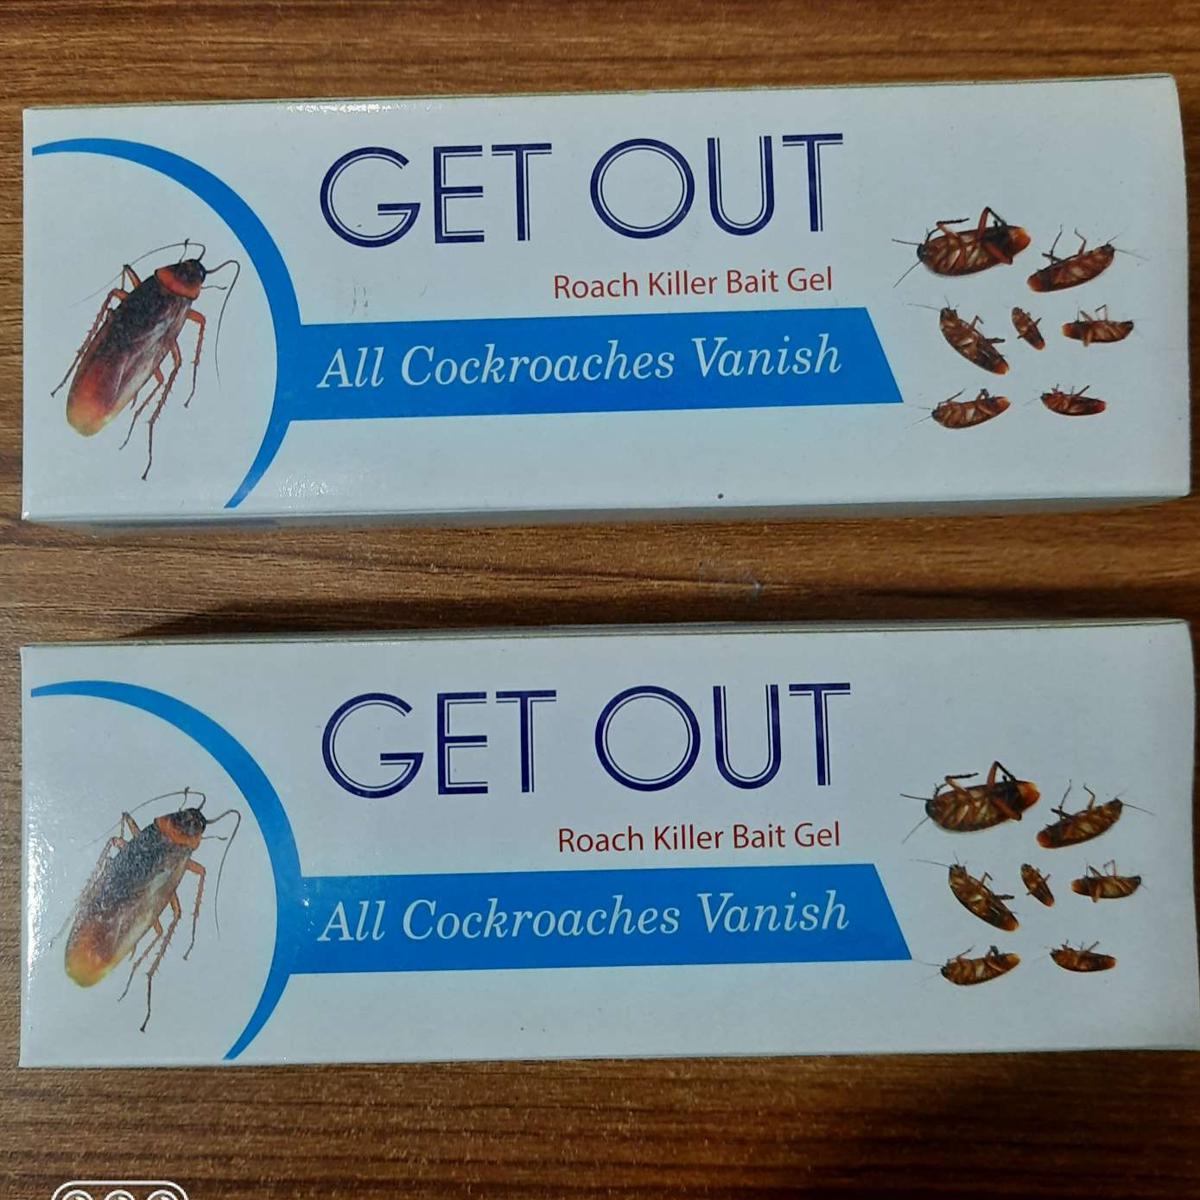 GET OUT
Roach Killer Bait Gel
All Cockroaches Vanish
GET OUT
Roach Killer Bait Gel
All Cockroaches Vanish